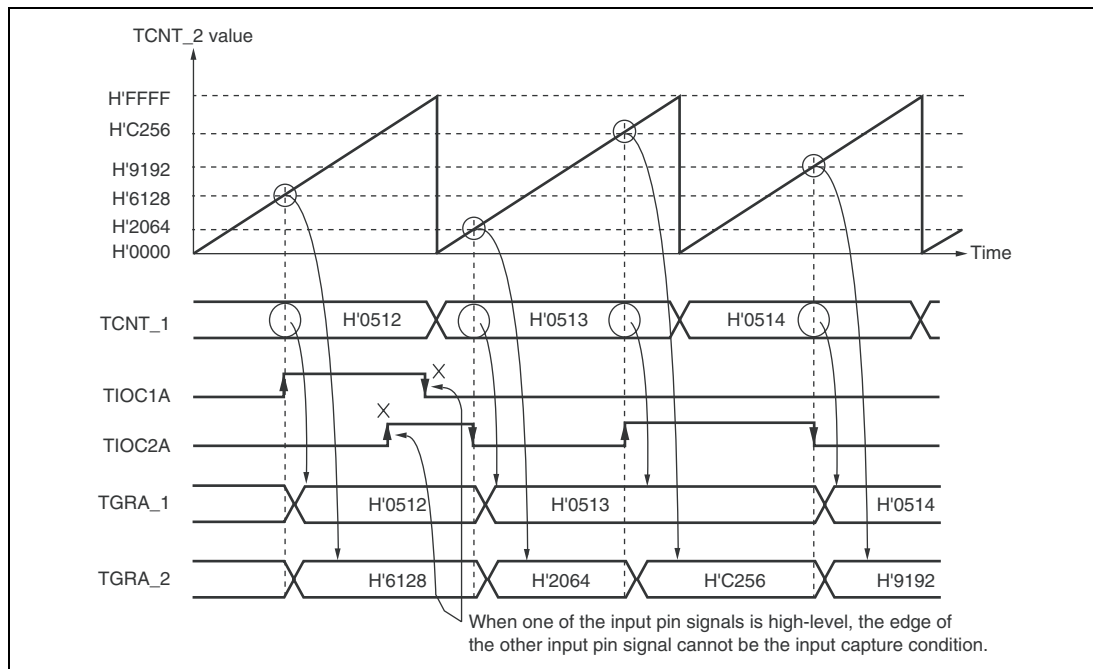 TCNT_2 value
H'FFFF
H'C256
H'9192
H'6128
H'2064
H'0000
Time
TCNT_1 H'0512 H'0513 H'0514
TIOC1A
TIOC2A
TGRA_1 H'0512 H'0513 H'0514
TGRA_2 H'6128 H'2064 H'C256 H'9192
When one of the input pin signals is high-level, the edge of
the other input pin signal cannot be the input capture condition.